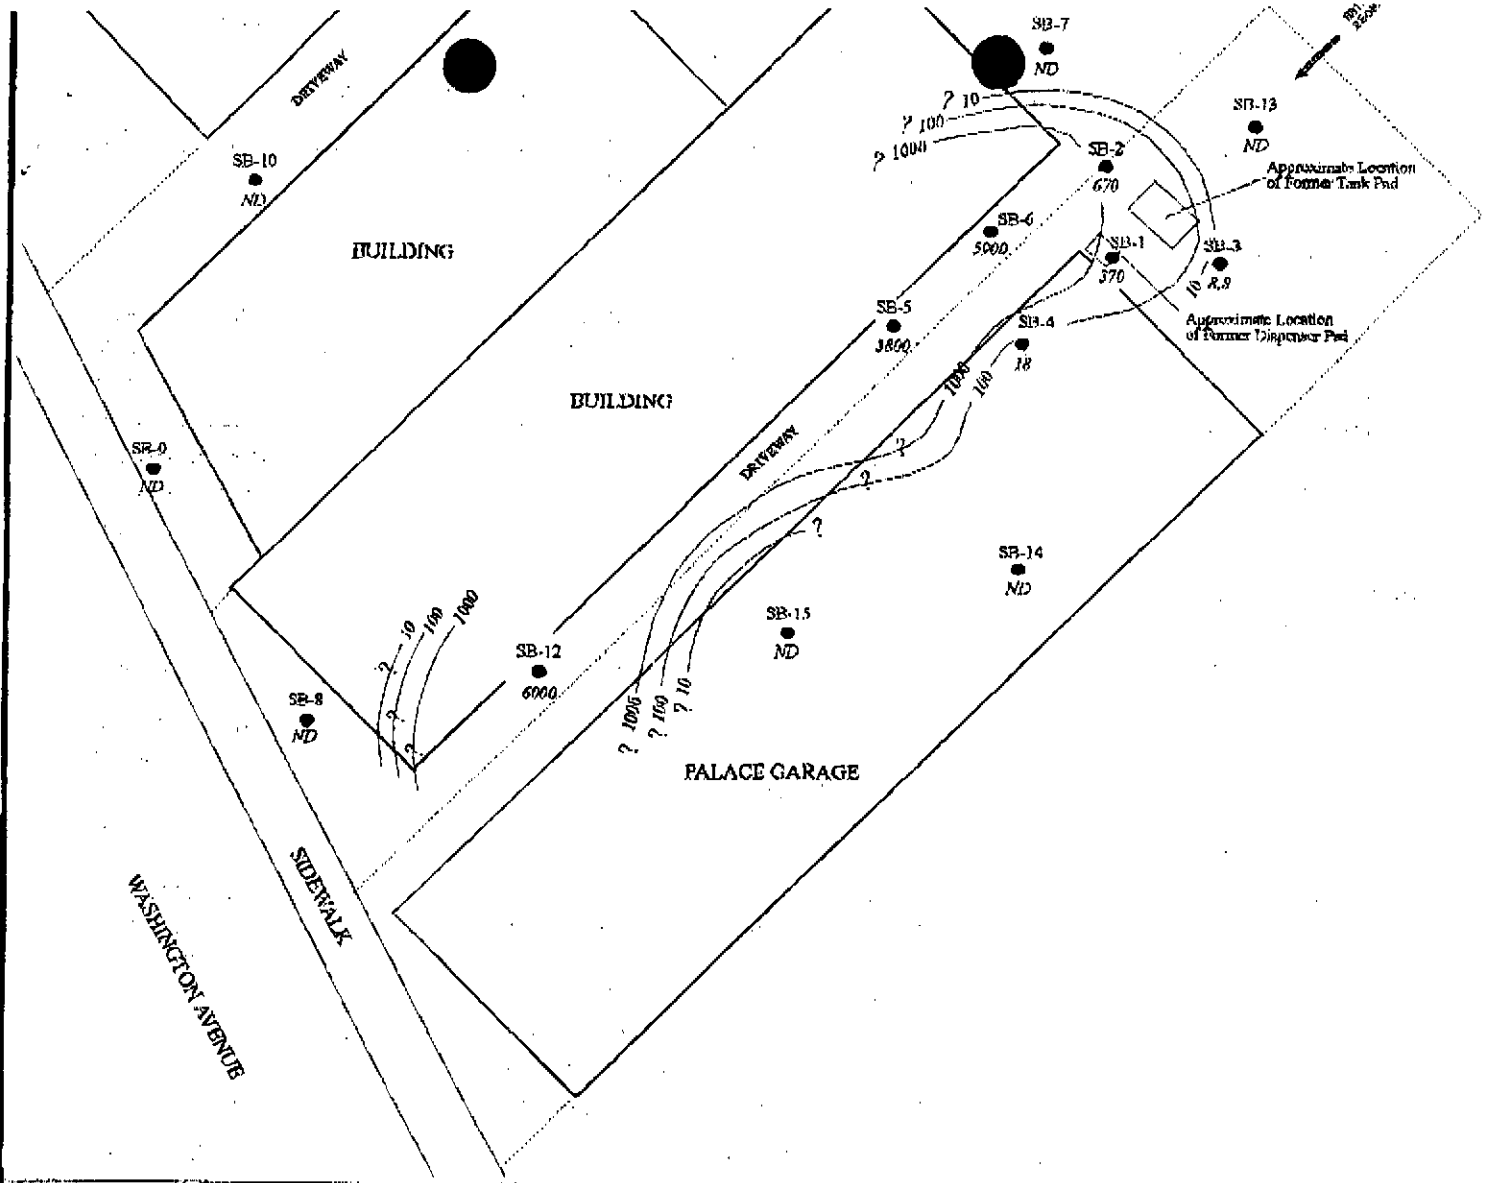 SB-7
ND
DRIVEWAY
? 10
? 100
? 1000
SB-13
ND
SB-2
670
Approximate Location
of Former Tank Pad
SB-10
ND
SB-6
5000
BUILDING
SB-1
370
SB-3
8.9
10
SB-5
3800
SB-4
18
Approximate Location
of Former Dispenser Pad
1000
100
BUILDING
DRIVEWAY
?
?
?
SB-9
ND
SB-14
ND
10
100
1000
?
?
?
SB-15
ND
SB-12
6000
SB-8
ND
? 1000
? 100
? 10
PALACE GARAGE
SIDEWALK
WASHINGTON AVENUE